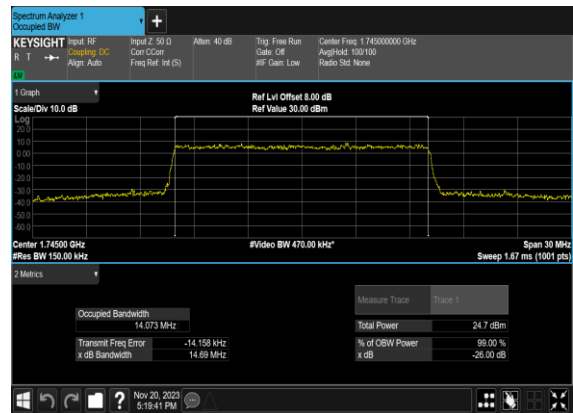 Spectrum Analyzer 1
Occupied BW
+
KEYSIGHT Input: RF Input Z: 50 Ω Atten: 40 dB Trig: Free Run Center Freq: 1.745000000 GHz
R T Coupling: DC Corr CCorr Gate: Off Avg|Hold: 100/100
Align: Auto Freq Ref: Int (S) #IF Gain: Low Radio Std: None
1 Graph
Ref Lvl Offset 8.00 dB
Scale/Div 10.0 dB Ref Value 30.00 dBm
Log
20.0
10.0
0.00
-10.0
-20.0
-30.0
-40.0
-50.0
-60.0
Center 1.74500 GHz #Video BW 470.00 kHz* Span 30 MHz
#Res BW 150.00 kHz Sweep 1.67 ms (1001 pts)
2 Metrics
Measure Trace Trace 1
Occupied Bandwidth
14.073 MHz Total Power 24.7 dBm
Transmit Freq Error -14.158 kHz % of OBW Power 99.00 %
x dB Bandwidth 14.69 MHz x dB -26.00 dB
? Nov 20, 2023
5:19:41 PM